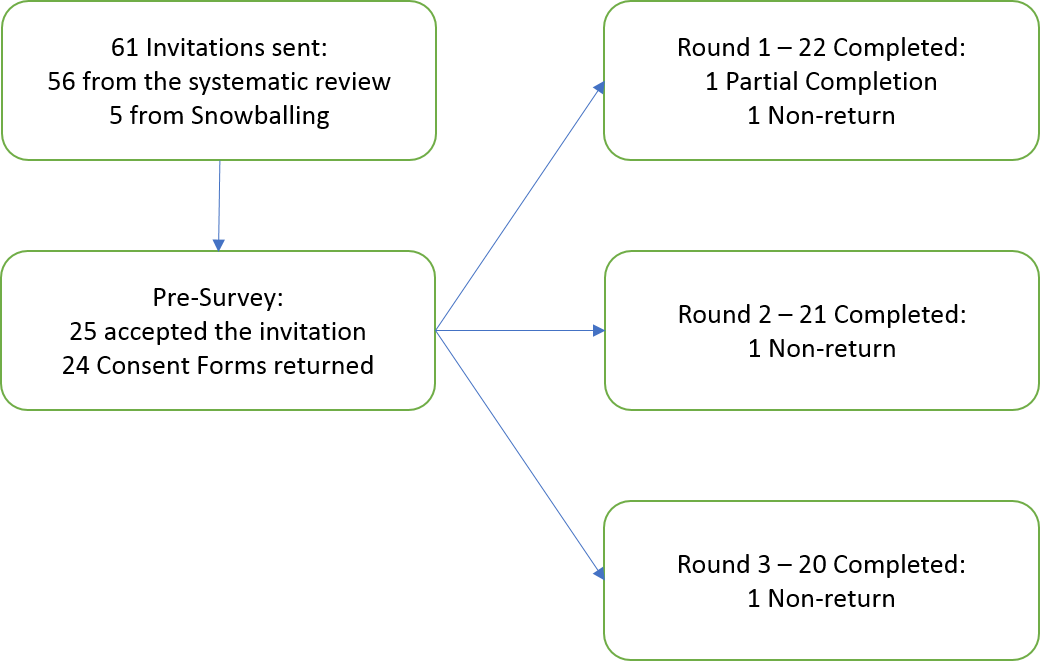 61 Invitations sent:
56 from the systematic review
5 from Snowballing
Pre-Survey:
25 accepted the invitation
24 Consent Forms returned
Round 1 – 22 Completed:
1 Partial Completion
1 Non-return
Round 2 – 21 Completed:
1 Non-return
Round 3 – 20 Completed:
1 Non-return